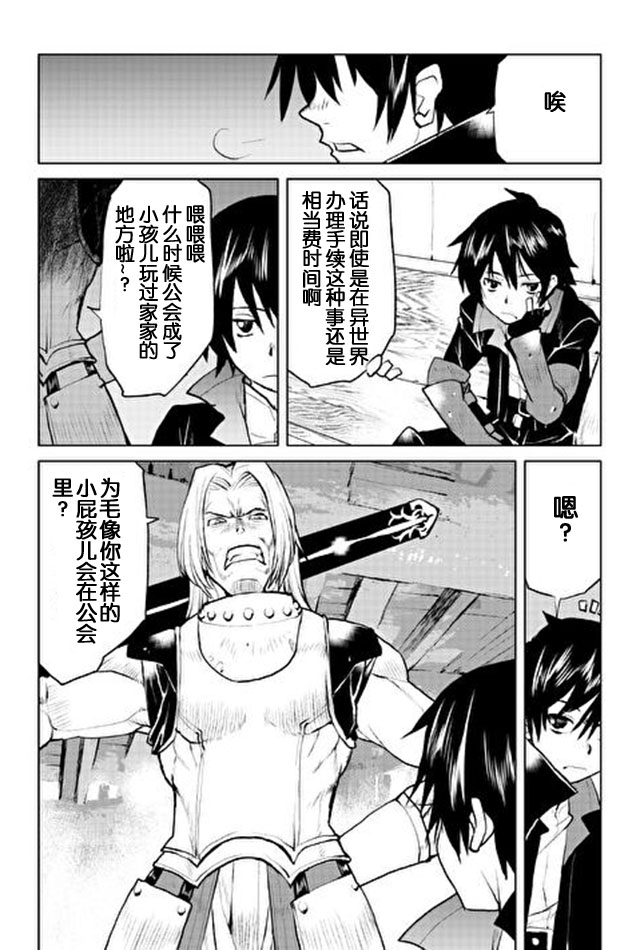 唉
话说即使是在异世界
办理手续这种事还是
相当费时间啊
喂喂喂
什么时候公会成了
小孩儿玩过家家的
地方啦~？
嗯？
为毛像你这样的
小屁孩儿会在公会
里？